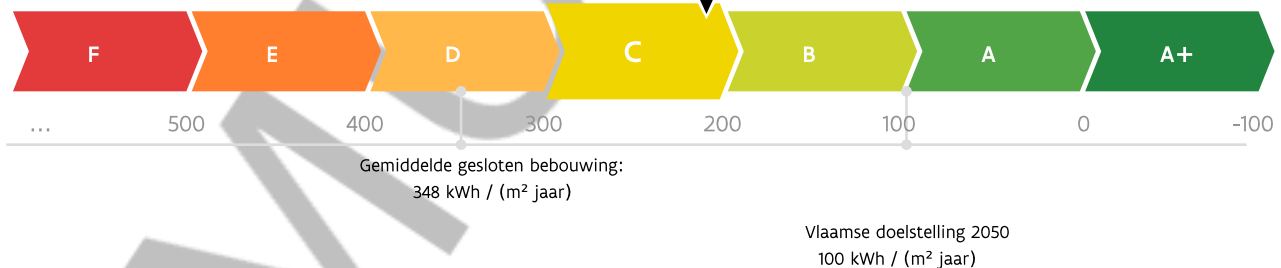 F E D C B A A+
... 500 400 300 200 100 0 -100
Gemiddelde gesloten bebouwing:
348 kWh / (m² jaar)
Vlaamse doelstelling 2050
100 kWh / (m² jaar)